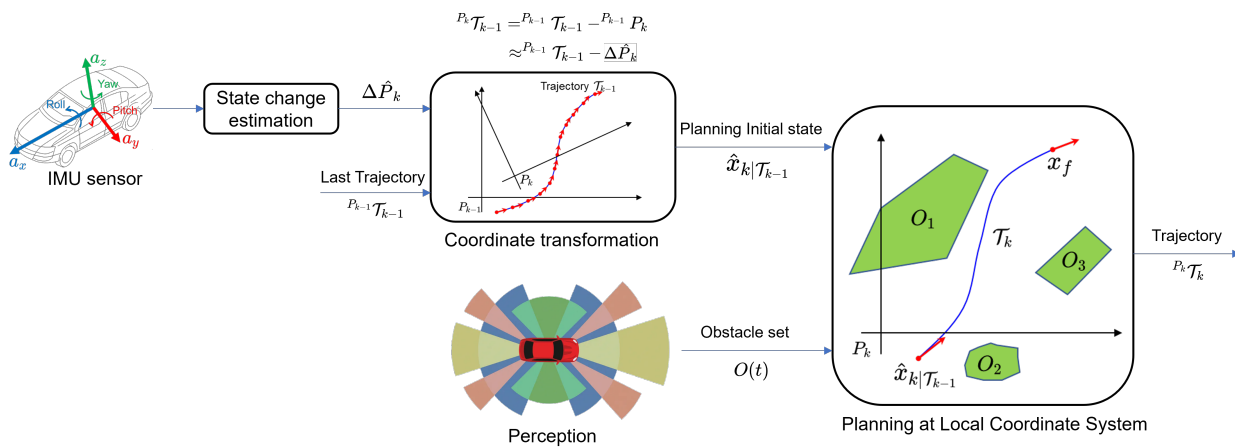 ^{P_k}𝒯_{k-1} = ^{P_{k-1}}𝒯_{k-1} − ^{P_{k-1}}P_k
≈ ^{P_{k-1}}𝒯_{k-1} − ΔP̂_k
a_z
Yaw
Roll
Pitch
a_x
a_y
IMU sensor
State change
estimation
ΔP̂_k
Last Trajectory
^{P_{k-1}}𝒯_{k-1}
Trajectory 𝒯_{k-1}
P_k
P_{k-1}
Coordinate transformation
Planning Initial state
x̂_{k|𝒯_{k-1}}
Perception
Obstacle set
O(t)
x_f
O_1
𝒯_k
O_3
P_k
O_2
x̂_{k|𝒯_{k-1}}
Planning at Local Coordinate System
Trajectory
^{P_k}𝒯_k